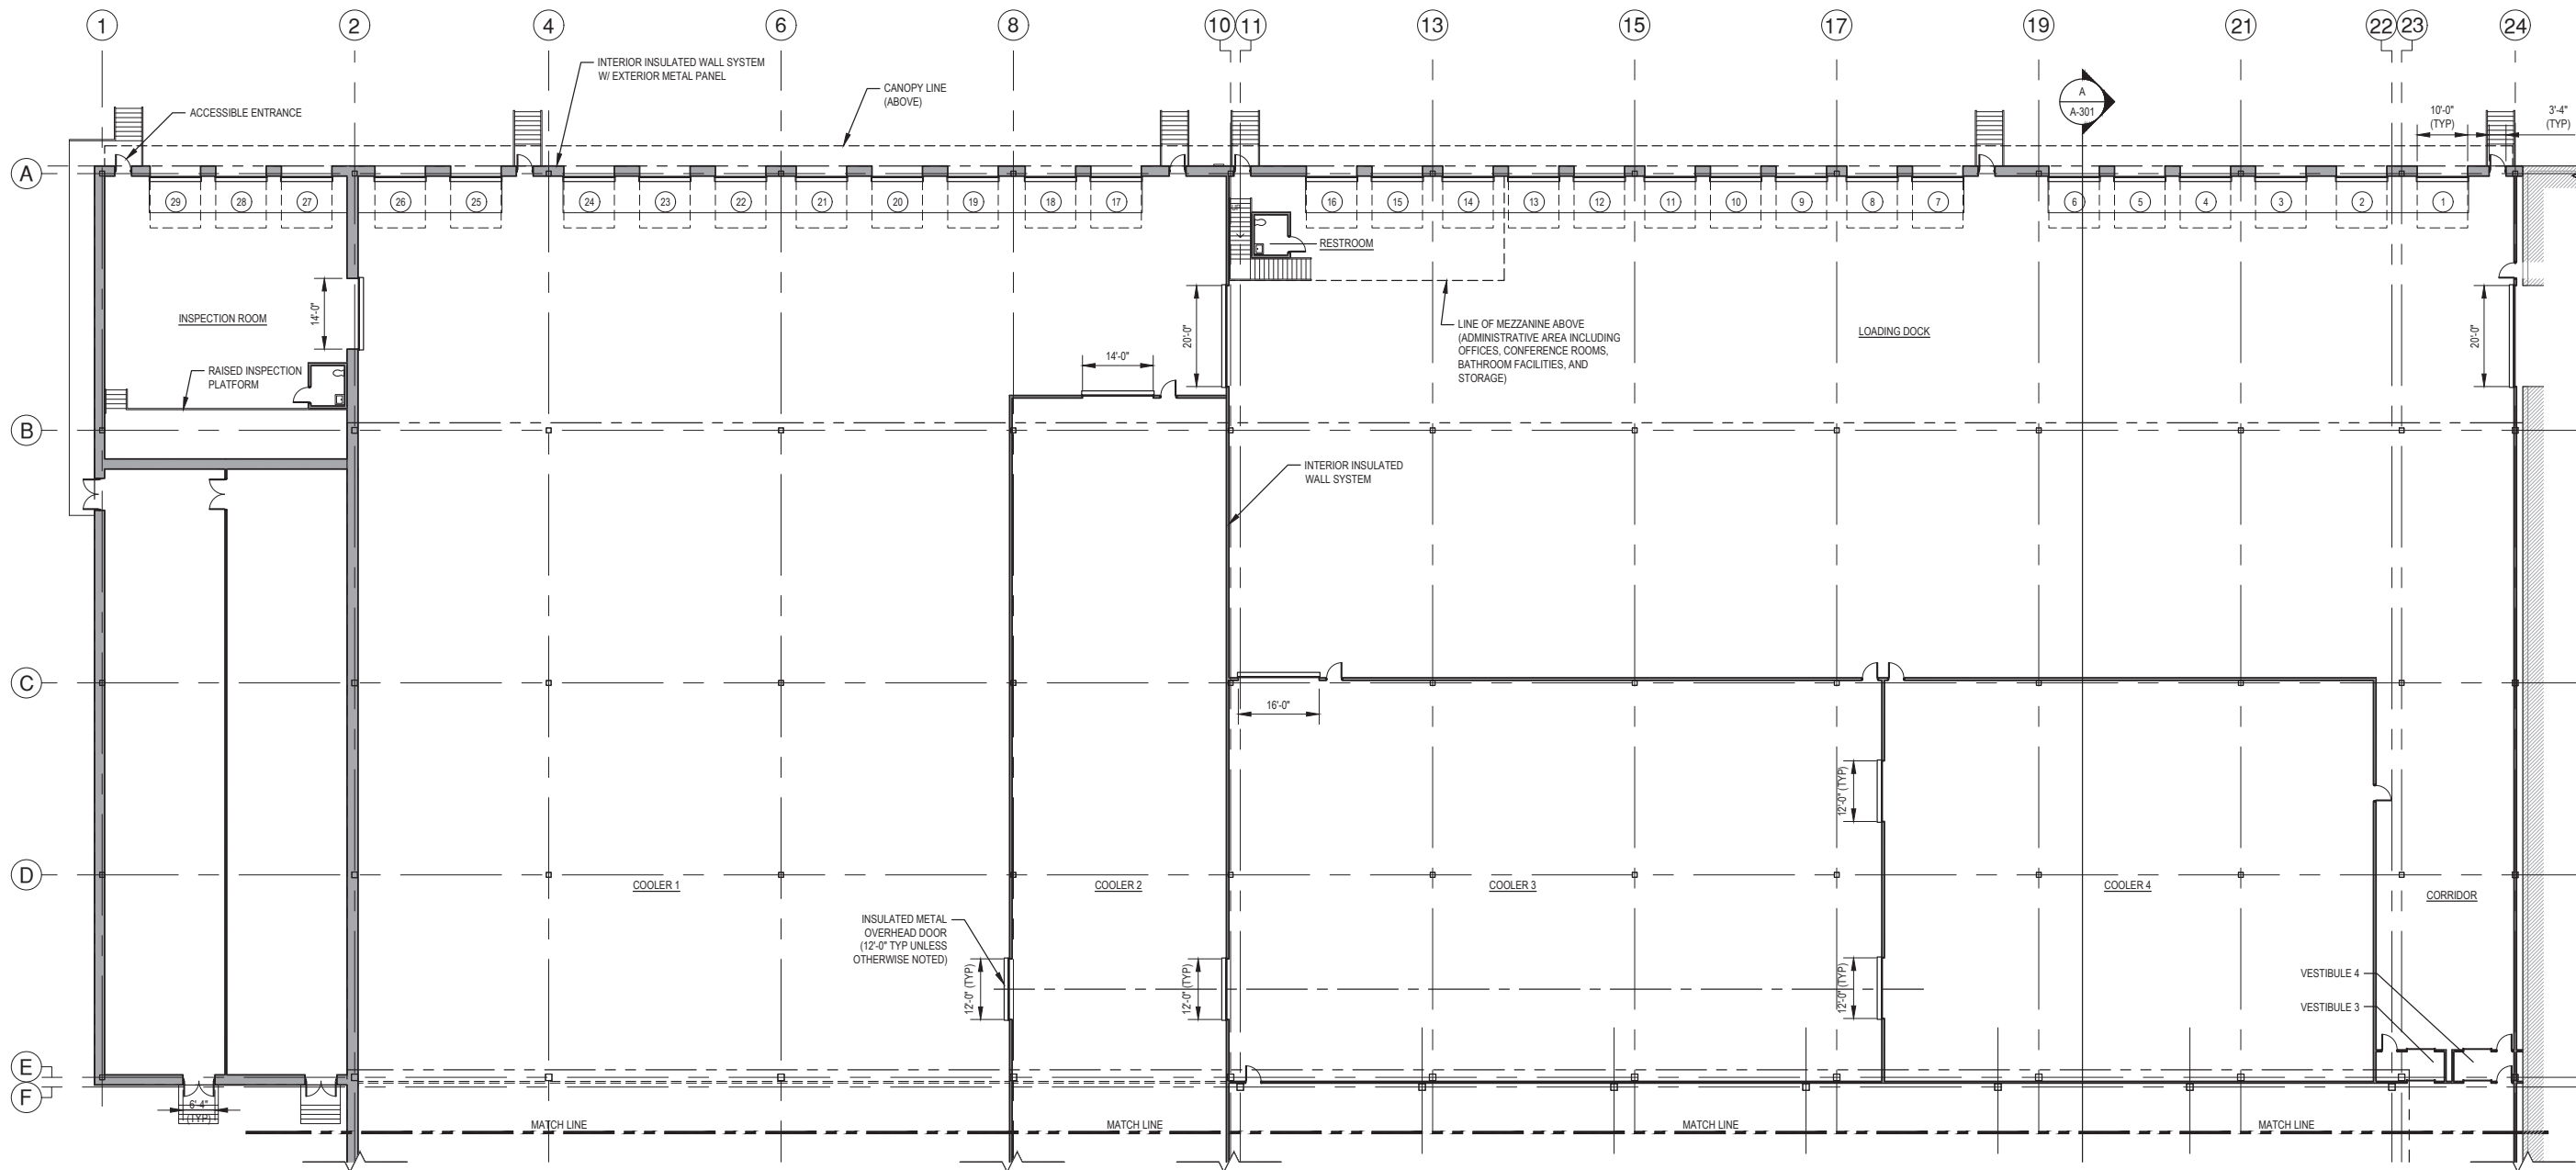 1 2 4 6 8 10 11 13 15 17 19 21 22 23 24
INTERIOR INSULATED WALL SYSTEM
W/ EXTERIOR METAL PANEL
CANOPY LINE
(ABOVE)
ACCESSIBLE ENTRANCE
A
A-301
10'-0"
(TYP)
3'-4"
(TYP)
A
29 28 27 26 25 24 23 22 21 20 19 18 17 16 15 14 13 12 11 10 9 8 7 6 5 4 3 2 1
UP
RESTROOM
14'-0"
INSPECTION ROOM
20'-0"
LINE OF MEZZANINE ABOVE
(ADMINISTRATIVE AREA INCLUDING
OFFICES, CONFERENCE ROOMS,
BATHROOM FACILITIES, AND
STORAGE)
LOADING DOCK
20'-0"
14'-0"
RAISED INSPECTION
PLATFORM
B
INTERIOR INSULATED
WALL SYSTEM
C
16'-0"
12'-0" (TYP)
D
COOLER 1
COOLER 2
COOLER 3
COOLER 4
CORRIDOR
INSULATED METAL
OVERHEAD DOOR
(12'-0" TYP UNLESS
OTHERWISE NOTED)
12'-0" (TYP)
12'-0" (TYP)
12'-0" (TYP)
VESTIBULE 4
VESTIBULE 3
E
F
6'-4"
(TYP)
MATCH LINE
MATCH LINE
MATCH LINE
MATCH LINE